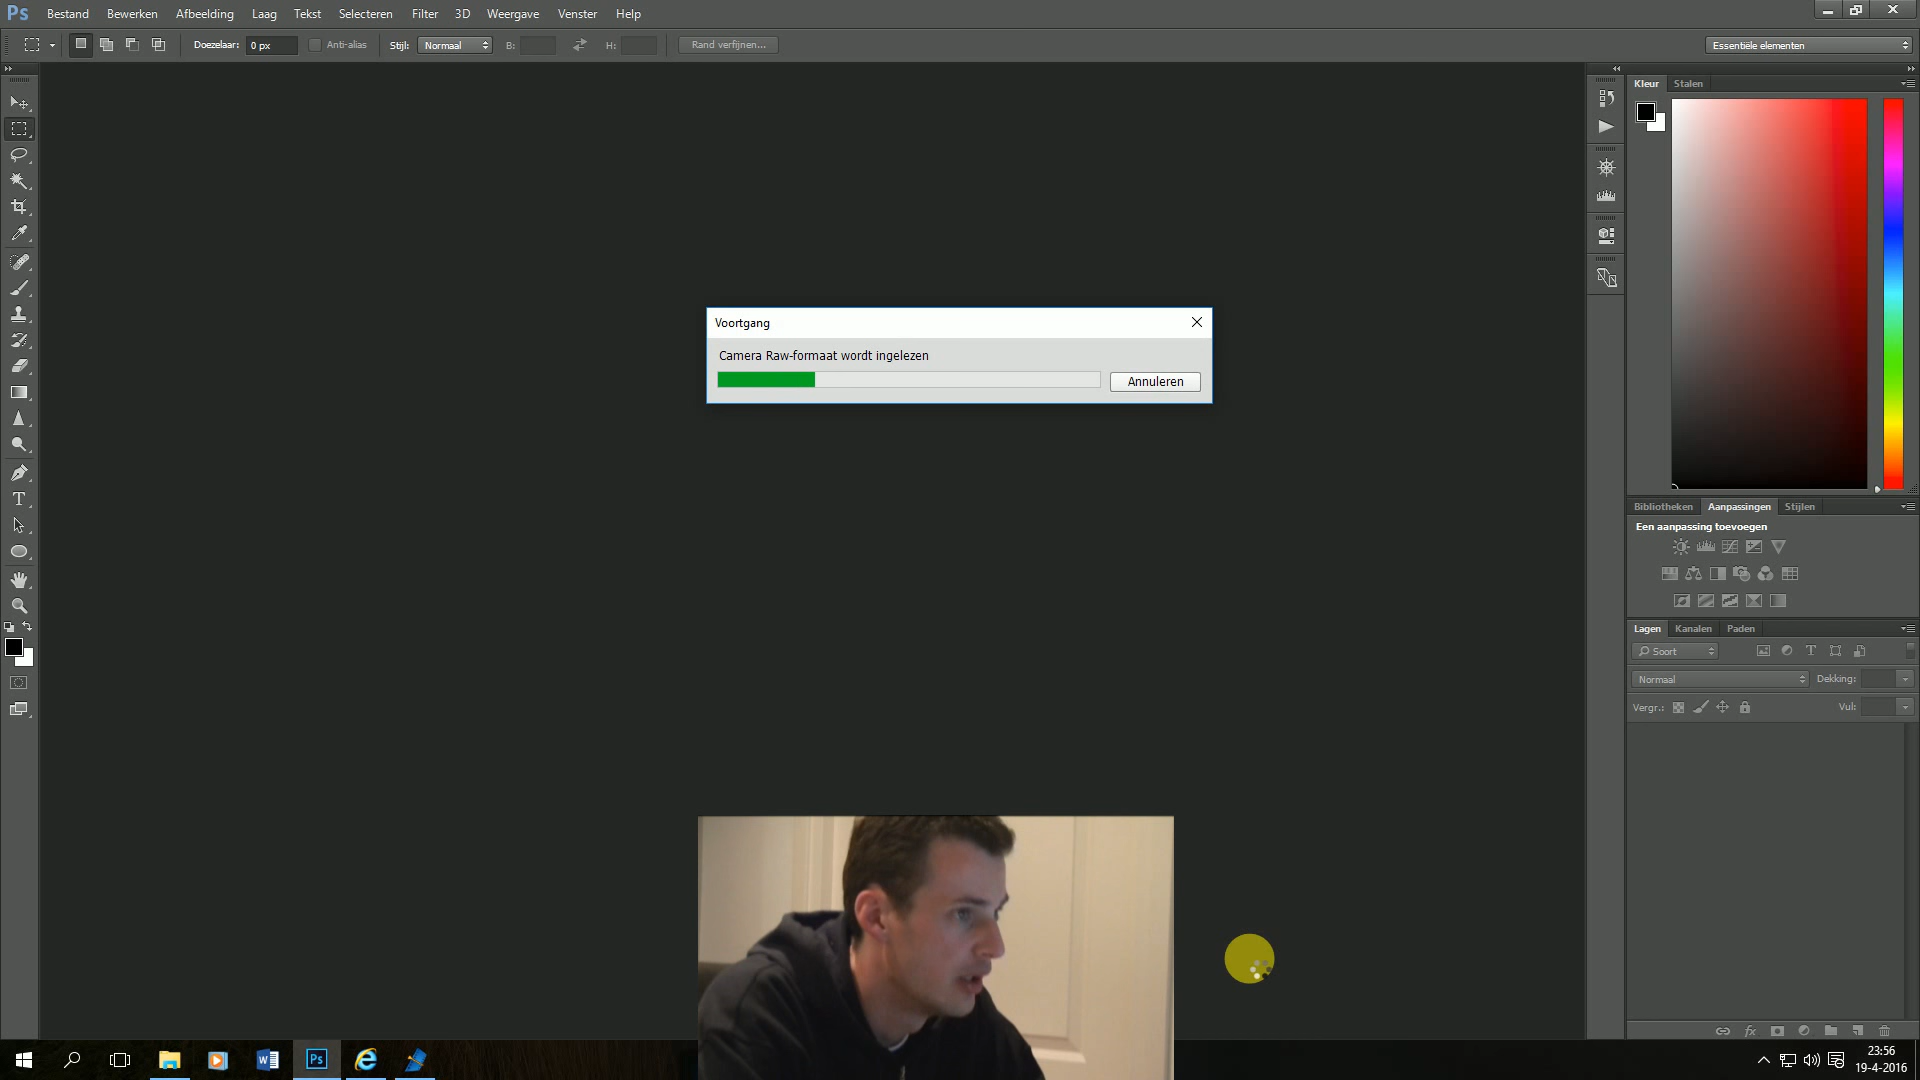 Ps Bestand Bewerken Afbeelding Laag Tekst Selecteren Filter 3D Weergave Venster Help
Doezelaar: 0 px Anti-alias Stijl: Normaal B: H: Rand verfijnen... Essentiële elementen
Kleur Stalen
Voortgang
Camera Raw-formaat wordt ingelezen
Annuleren
Bibliotheken Aanpassingen Stijlen
Een aanpassing toevoegen
Lagen Kanalen Paden
Soort
Normaal Dekking:
Vergr.: Vul:
23:56
19-4-2016